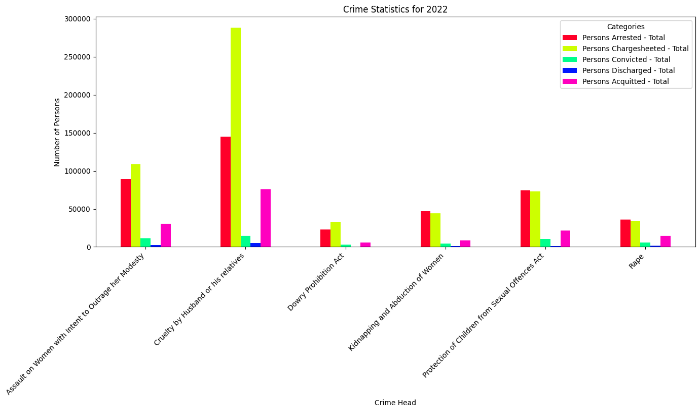 Crime Statistics for 2022
Categories
Persons Arrested - Total
Persons Chargesheeted - Total
Persons Convicted - Total
Persons Discharged - Total
Persons Acquitted - Total
Number of Persons
300000
250000
200000
150000
100000
50000
0
Assault on Women with Intent to Outrage her Modesty
Cruelty by Husband or his relatives
Dowry Prohibition Act
Kidnapping and Abduction of Women
Protection of Children from Sexual Offences Act
Rape
Crime Head